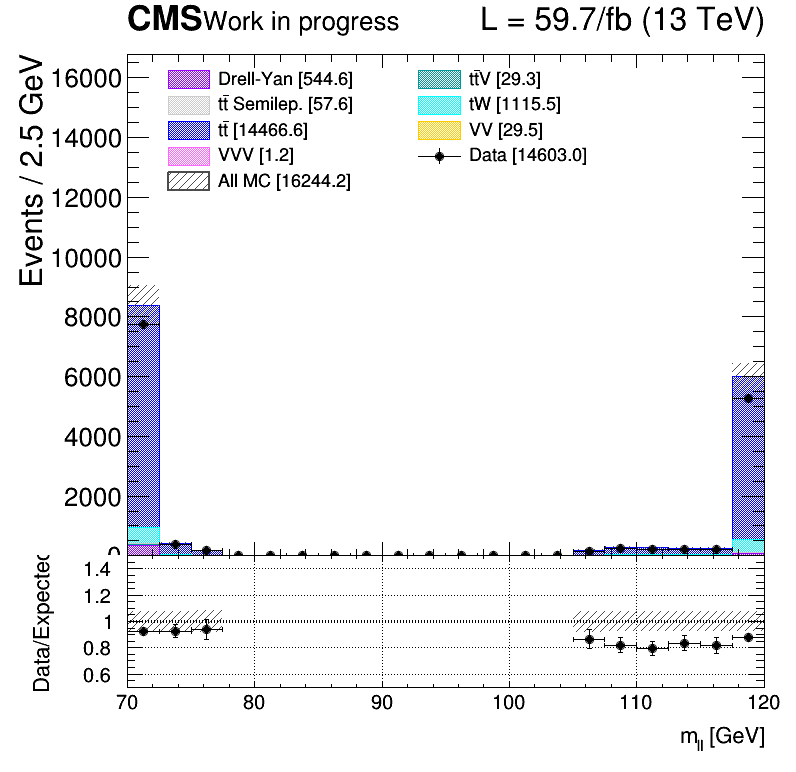 CMS Work in progress L = 59.7/fb (13 TeV)
Events / 2.5 GeV
16000
14000
12000
10000
8000
6000
4000
2000
0
Drell-Yan [544.6]
tt̄ Semilep. [57.6]
tt̄ [14466.6]
VVV [1.2]
All MC [16244.2]
tt̄V [29.3]
tW [1115.5]
VV [29.5]
Data [14603.0]
Data/Expected
1.4
1.2
1
0.8
0.6
70 80 90 100 110 120
m_ll [GeV]